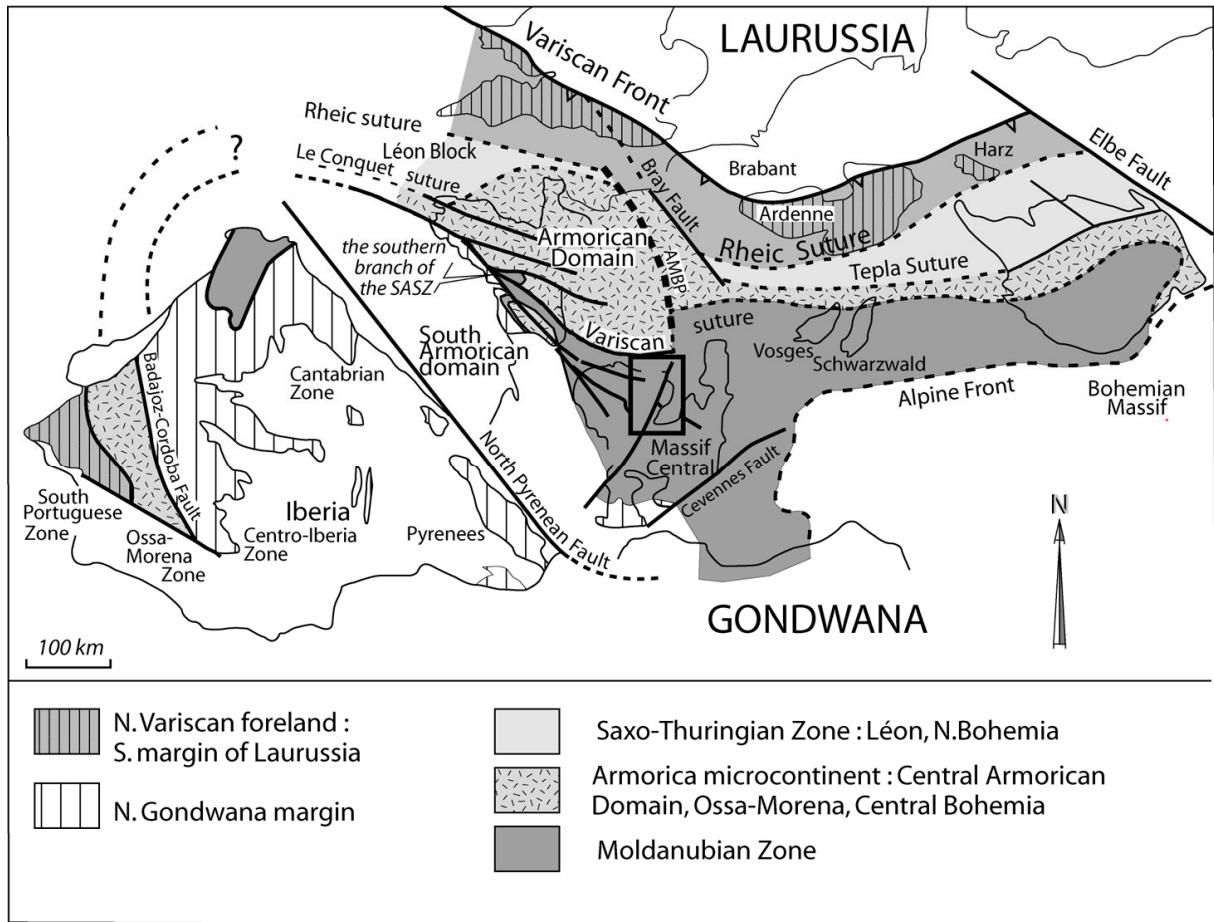 LAURUSSIA
Variscan Front
Rheic suture
Léon Block
Le Conquet suture
?
Bray Fault
Brabant
Harz
Elbe Fault
Ardenne
Rheic Suture
Armorican
Domain
the southern
branch of
the SASZ
AMBP
Tepla Suture
Variscan
suture
South
Armorican
domain
Vosges
Schwarzwald
Alpine Front
Bohemian
Massif
Cantabrian
Zone
Badajoz-Cordoba Fault
Massif
Central
Cevennes Fault
North Pyrenean Fault
South
Portuguese
Zone
Ossa-
Morena
Zone
Iberia
Centro-Iberia
Zone
Pyrenees
N
GONDWANA
100 km
N. Variscan foreland :
S. margin of Laurussia
N. Gondwana margin
Saxo-Thuringian Zone : Léon, N.Bohemia
Armorica microcontinent : Central Armorican
Domain, Ossa-Morena, Central Bohemia
Moldanubian Zone